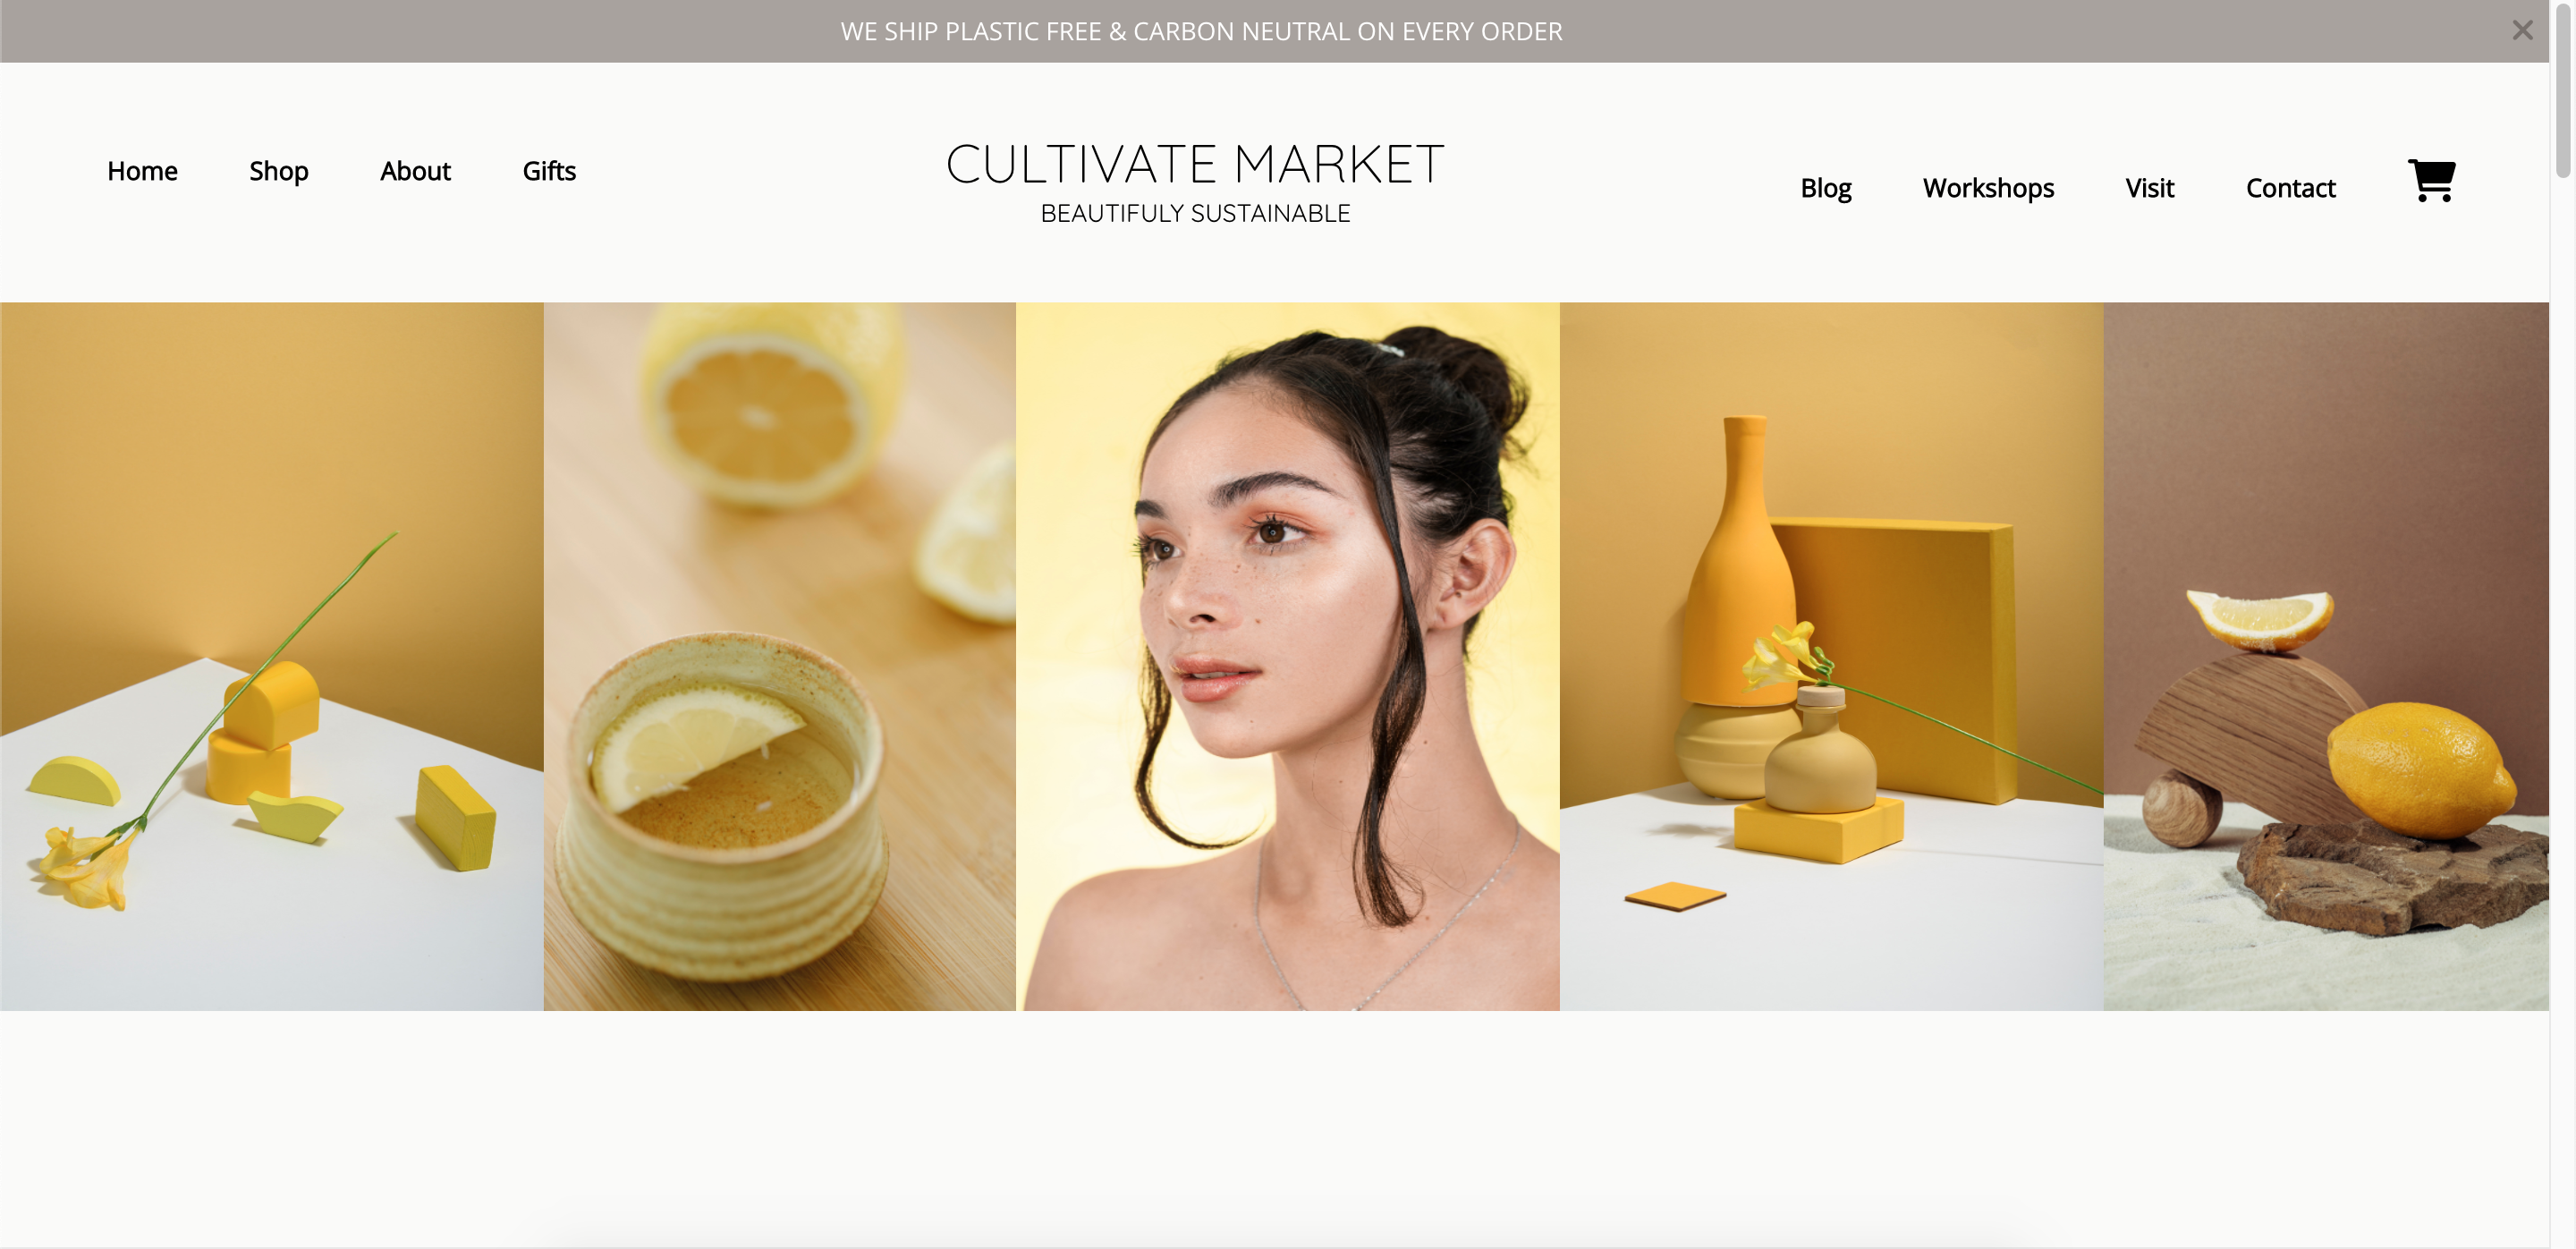 WE SHIP PLASTIC FREE & CARBON NEUTRAL ON EVERY ORDER
Home Shop About Gifts
CULTIVATE MARKET
BEAUTIFULY SUSTAINABLE
Blog Workshops Visit Contact